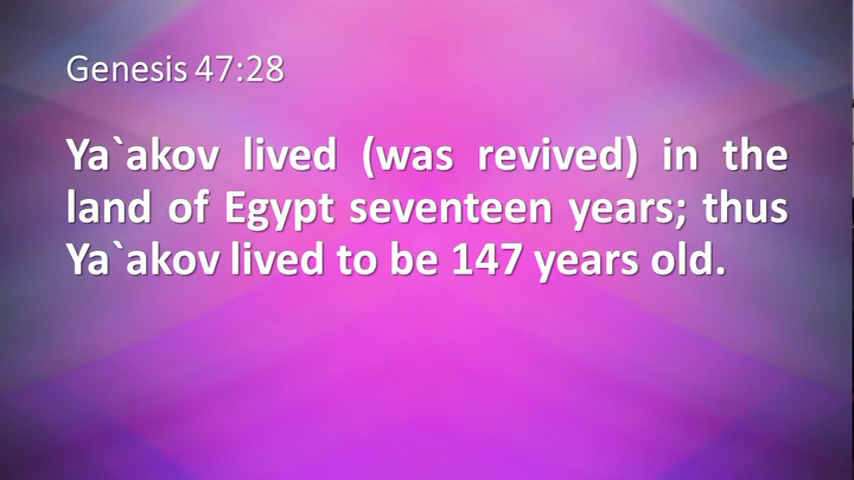 Genesis 47:28
Ya`akov lived (was revived) in the
land of Egypt seventeen years; thus
Ya`akov lived to be 147 years old.